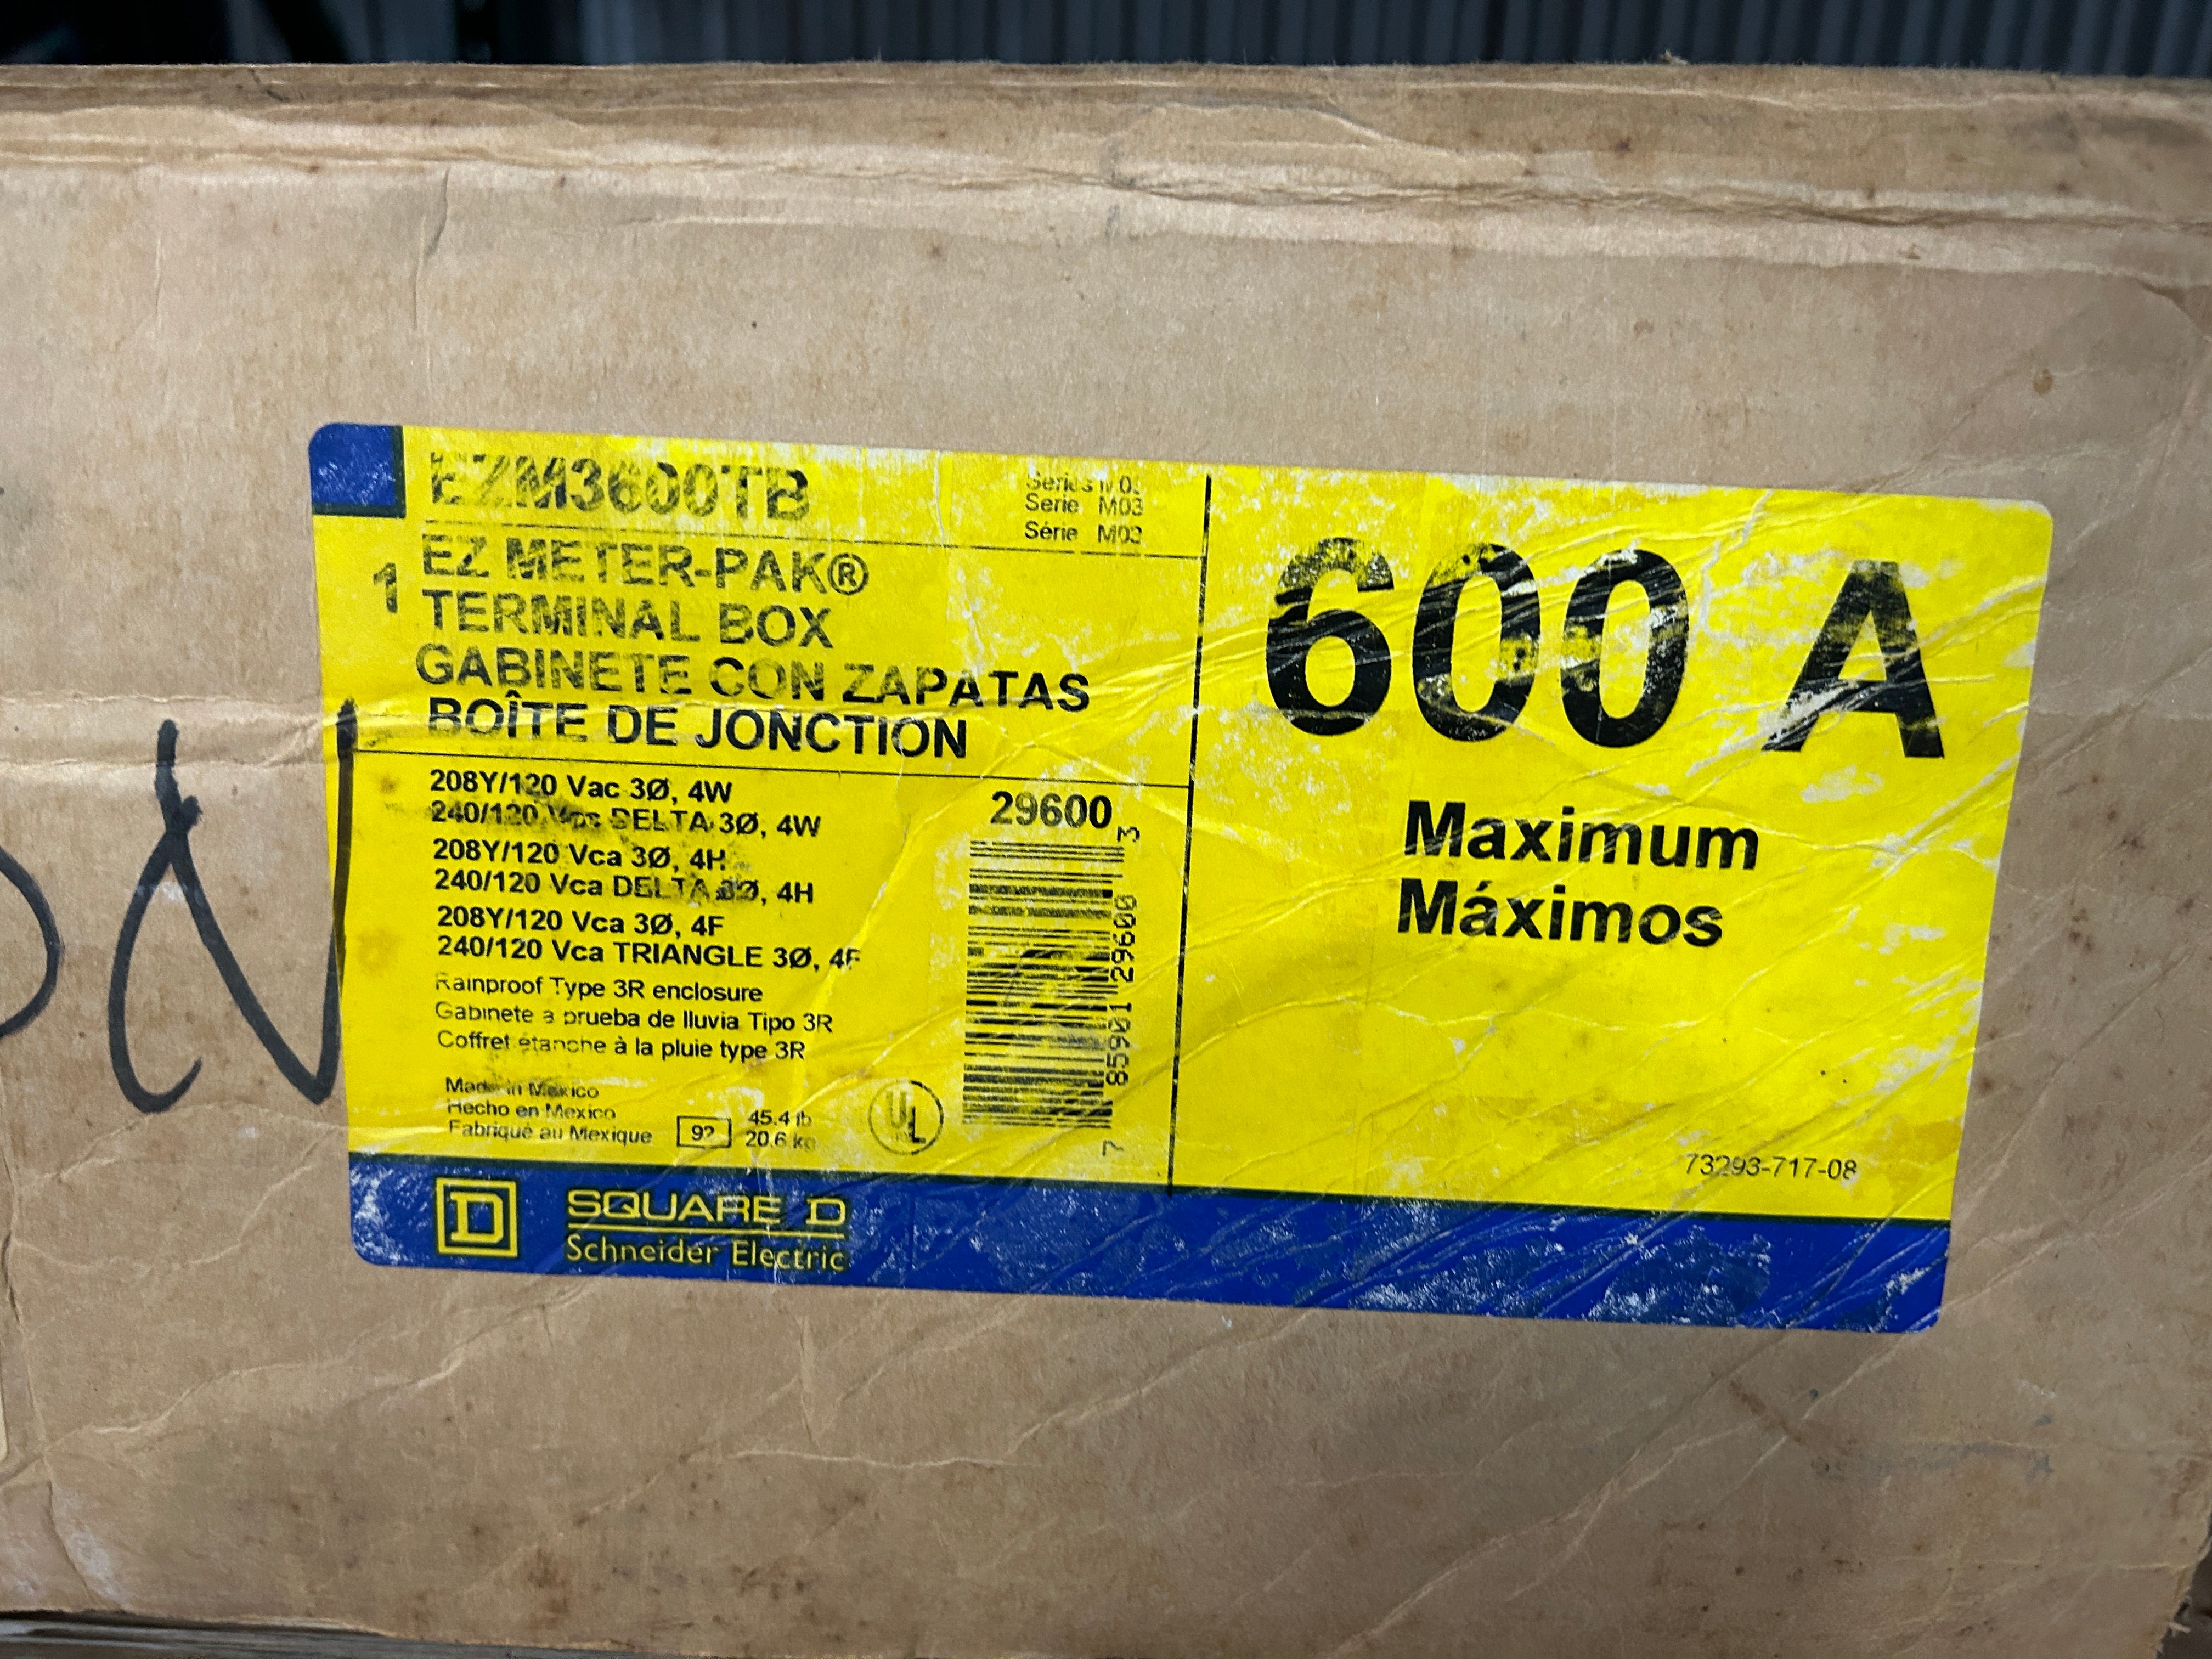 EZM3600TB
Series M03
Serie M03
Série M03
1 EZ METER-PAK®
TERMINAL BOX
GABINETE CON ZAPATAS
BOÎTE DE JONCTION
208Y/120 Vac 3Ø, 4W
240/120 DELTA 3Ø, 4W
208Y/120 Vca 3Ø, 4H
240/120 Vca DELTA 3Ø, 4H
208Y/120 Vca 3Ø, 4F
240/120 Vca TRIANGLE 3Ø, 4F
Rainproof Type 3R enclosure
Gabinete a prueba de lluvia Tipo 3R
Coffret étanche à la pluie type 3R
Made in Mexico
Hecho en Mexico
Fabriqué au Mexique
92
45.4 lb
20.6 kg
UL
29600
7 85901 29600 3
SQUARE D
Schneider Electric
600 A
Maximum
Máximos
73293-717-08